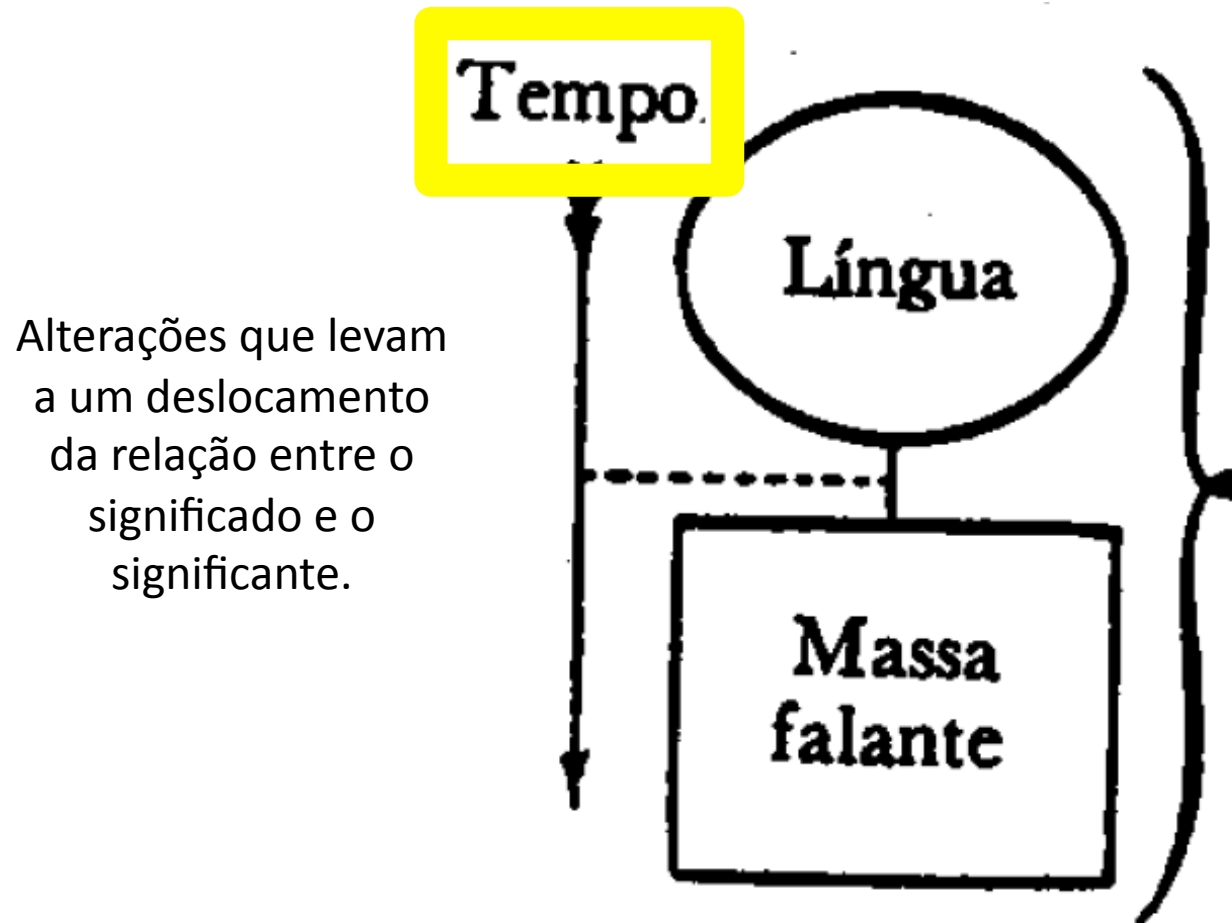 Tempo.
Língua
Alterações que levam
a um deslocamento
da relação entre o
significado e o
significante.
Massa
falante